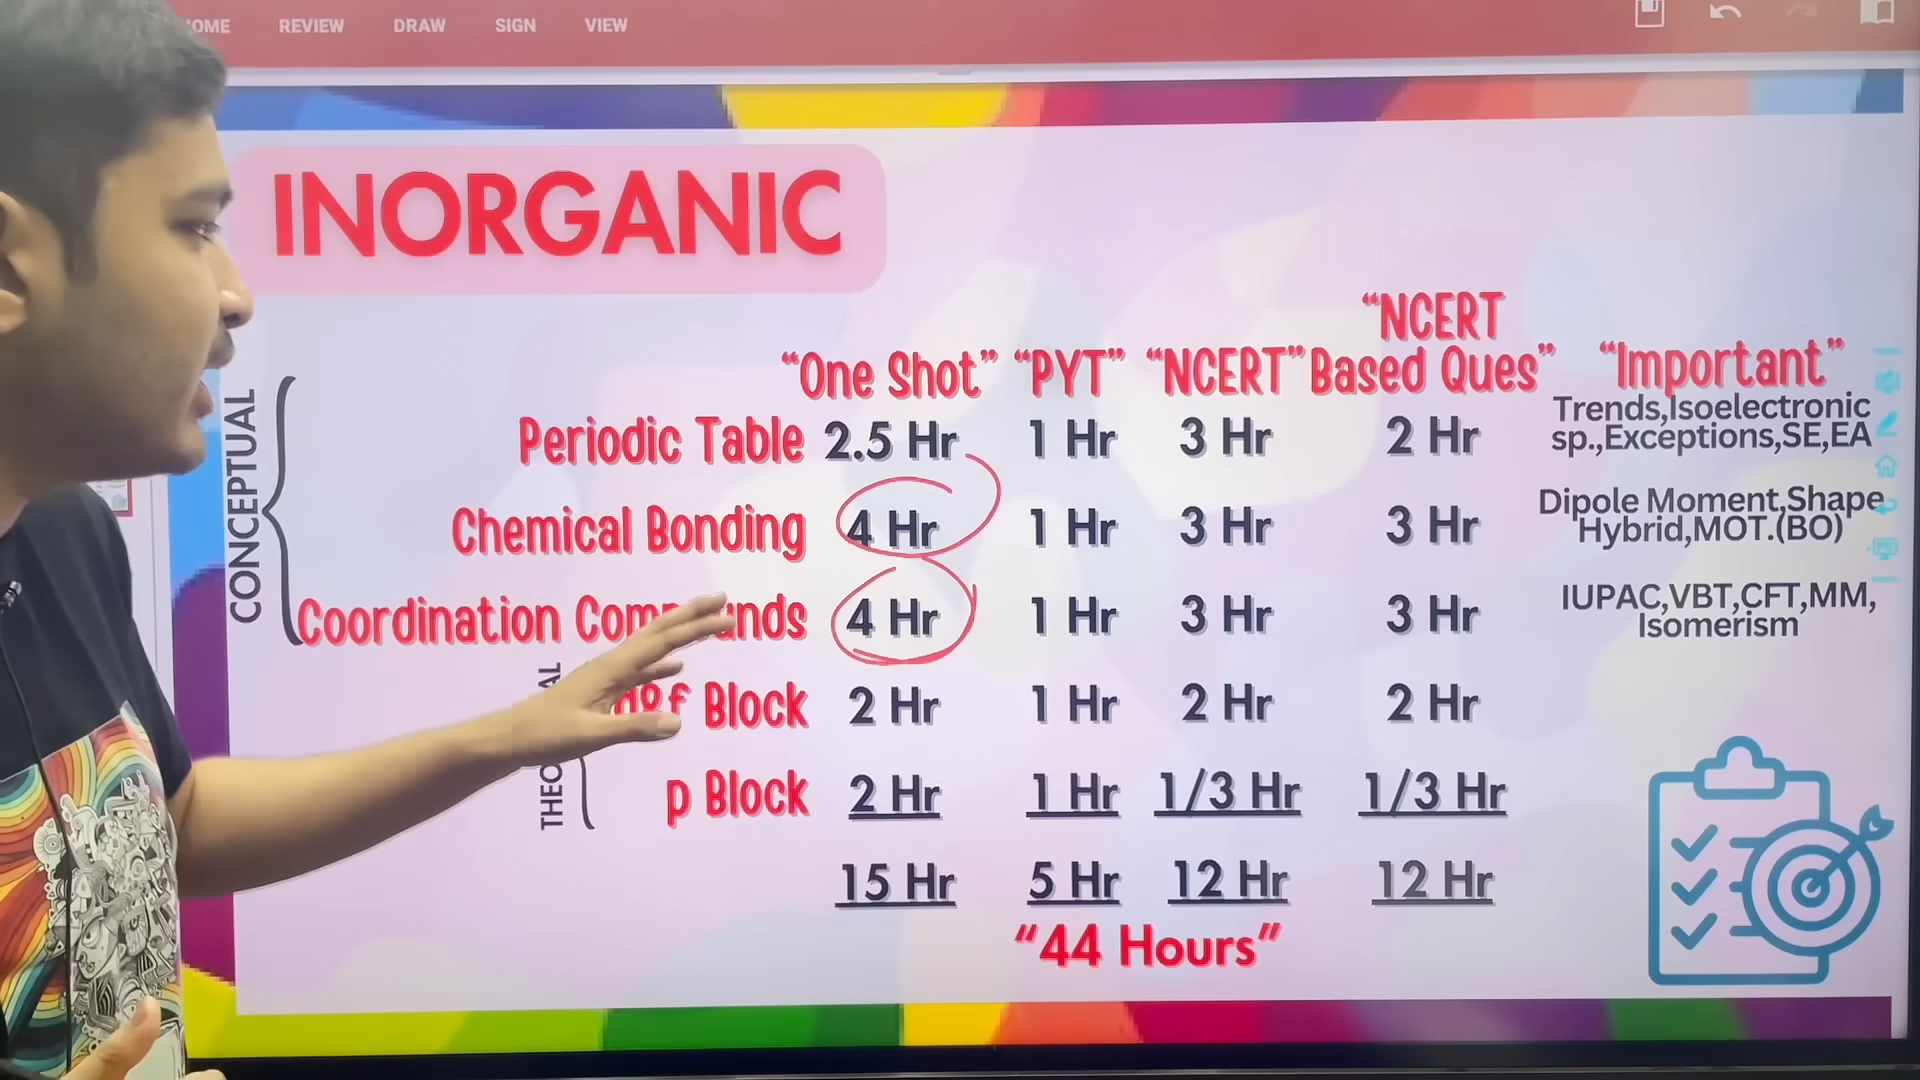 HOME REVIEW DRAW SIGN VIEW
INORGANIC
"One Shot" "PYT" "NCERT" "NCERT Based Ques" "Important"
CONCEPTUAL
Periodic Table 2.5 Hr 1 Hr 3 Hr 2 Hr Trends,Isoelectronic
sp.,Exceptions,SE,EA
Chemical Bonding 4 Hr 1 Hr 3 Hr 3 Hr Dipole Moment,Shape
Hybrid,MOT.(BO)
Coordination Compounds 4 Hr 1 Hr 3 Hr 3 Hr IUPAC,VBT,CFT,MM,
Isomerism
d&f Block 2 Hr 1 Hr 2 Hr 2 Hr
p Block 2 Hr 1 Hr 1/3 Hr 1/3 Hr
15 Hr 5 Hr 12 Hr 12 Hr
"44 Hours"